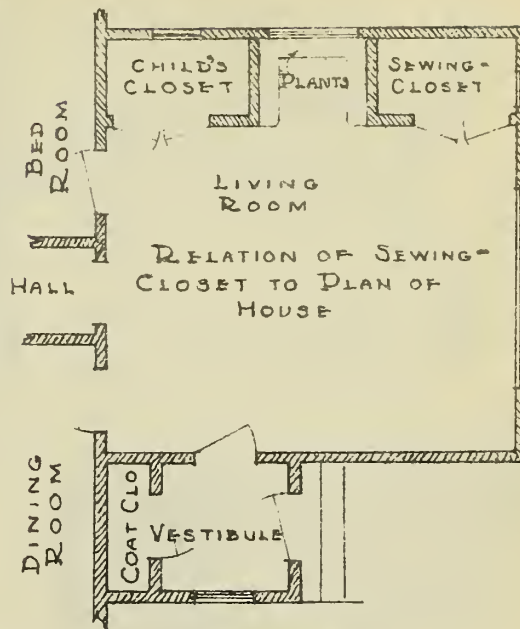 CHILD'S
CLOSET
PLANTS
SEWING-
CLOSET
BED
ROOM
LIVING
ROOM
RELATION OF SEWING-
CLOSET TO PLAN OF
HOUSE
HALL
DINING
ROOM
COAT CLO
VESTIBULE